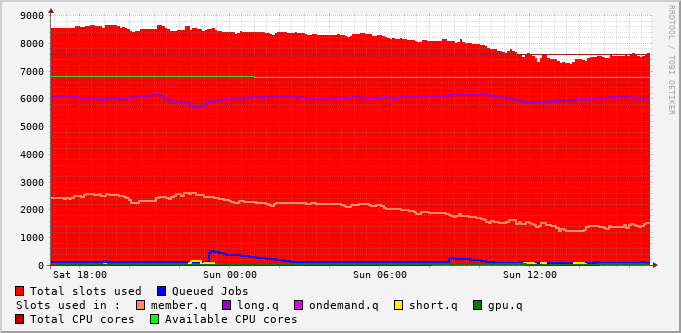 9000
8000
7000
6000
5000
4000
3000
2000
1000
0
Sat 18:00 Sun 00:00 Sun 06:00 Sun 12:00
RRDTOOL / TOBI OETIKER
Total slots used Queued Jobs
Slots used in : member.q long.q ondemand.q short.q gpu.q
Total CPU cores Available CPU cores